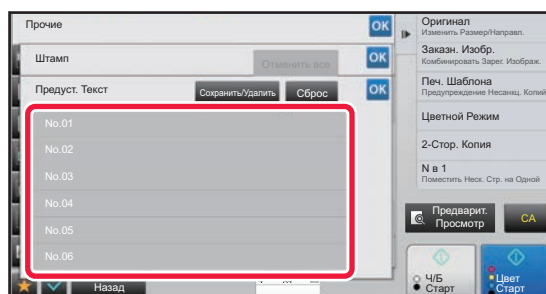 Прочие
OK
Штамп
Отменить все
OK
Предуст. Текст
Сохранить/Удалить
Сброс
OK
No.01
No.02
No.03
No.04
No.05
No.06
Назад
Оригинал
Изменить Размер/Направл.
Заказн. Изобр.
Комбинировать Зарег. Изображ.
Печ. Шаблона
Предупреждение Несанкц. Копий
Цветной Режим
2-Стор. Копия
N в 1
Поместить Неск. Стр. на Одной
Предварит.
Просмотр
CA
Ч/Б
Старт
Цвет
Старт